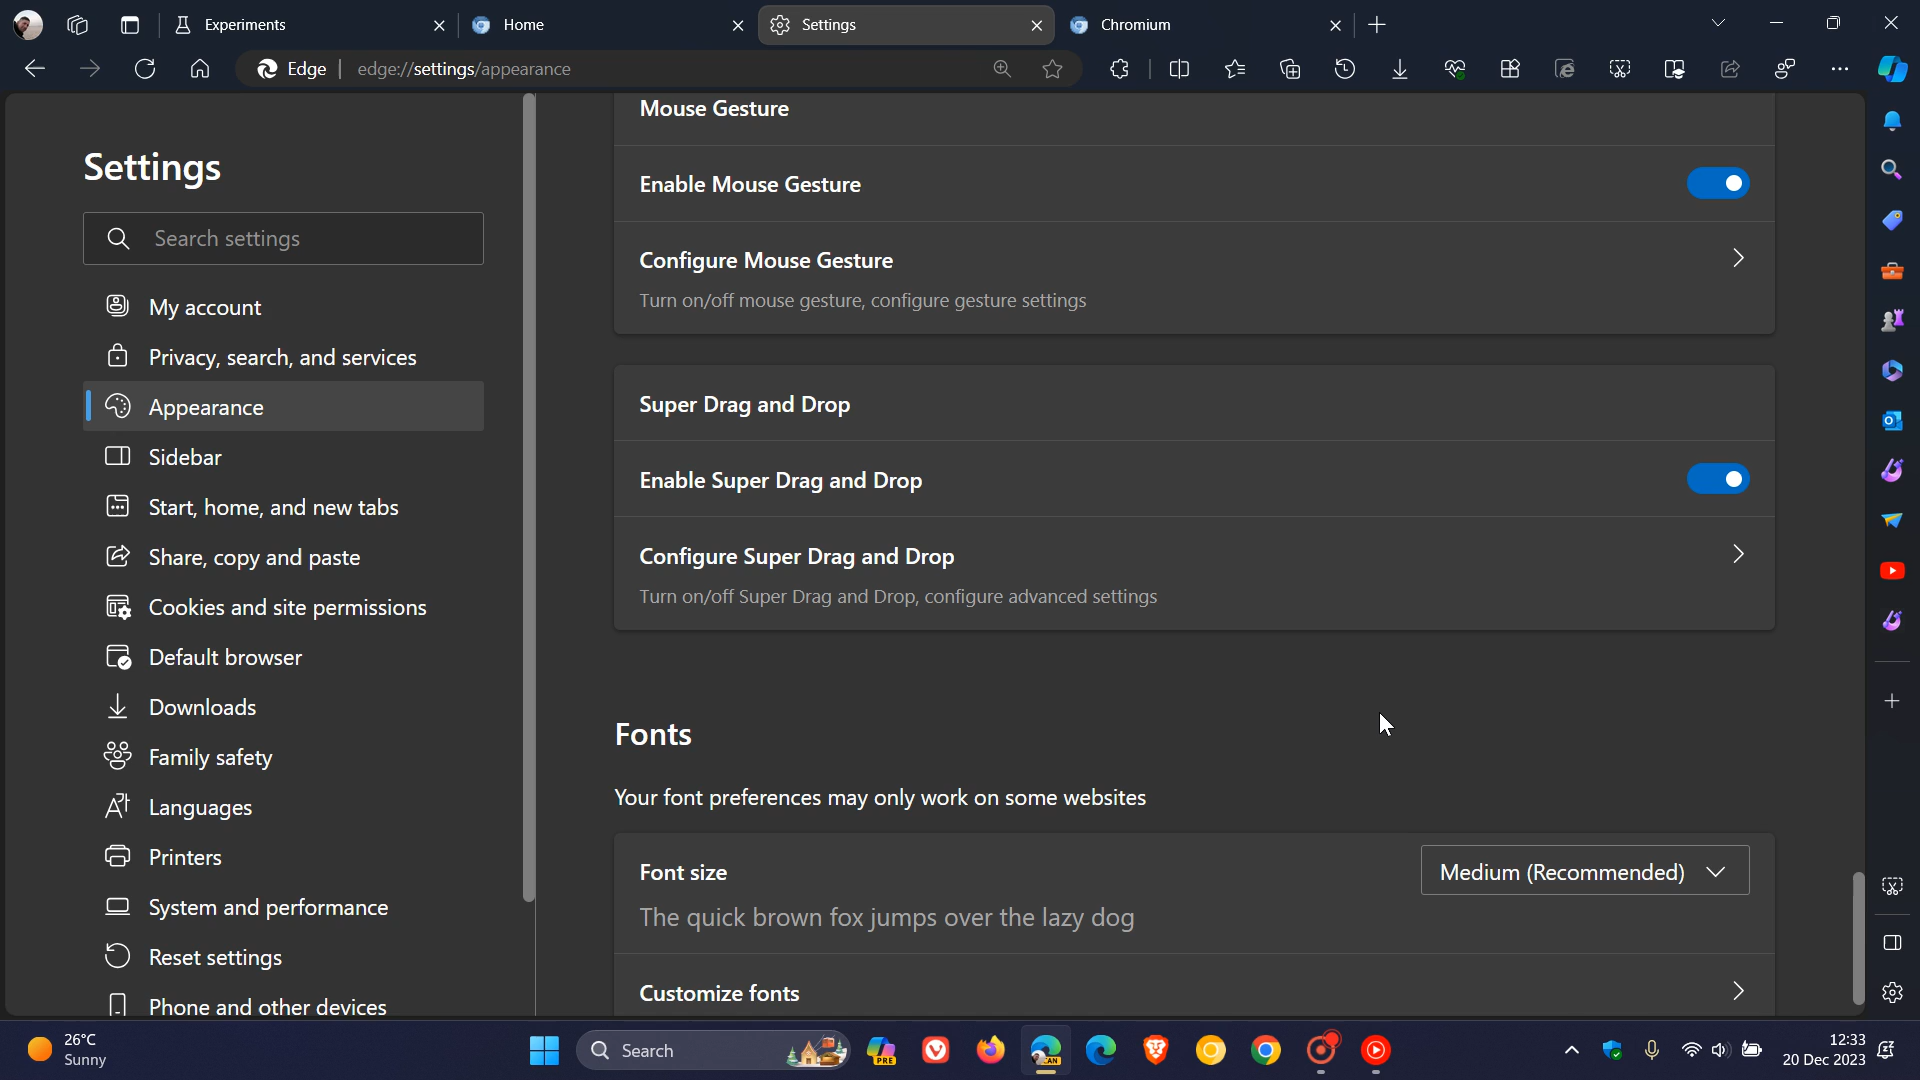 Experiments
Home
Settings
Chromium
Edge
edge://settings/appearance
Settings
Search settings
My account
Privacy, search, and services
Appearance
Sidebar
Start, home, and new tabs
Share, copy and paste
Cookies and site permissions
Default browser
Downloads
Family safety
Languages
Printers
System and performance
Reset settings
Phone and other devices
Mouse Gesture
Enable Mouse Gesture
Configure Mouse Gesture
Turn on/off mouse gesture, configure gesture settings
Super Drag and Drop
Enable Super Drag and Drop
Configure Super Drag and Drop
Turn on/off Super Drag and Drop, configure advanced settings
Fonts
Your font preferences may only work on some websites
Font size
Medium (Recommended)
The quick brown fox jumps over the lazy dog
Customize fonts
26°C
Sunny
Search
PRE
CAN
12:33
20 Dec 2023